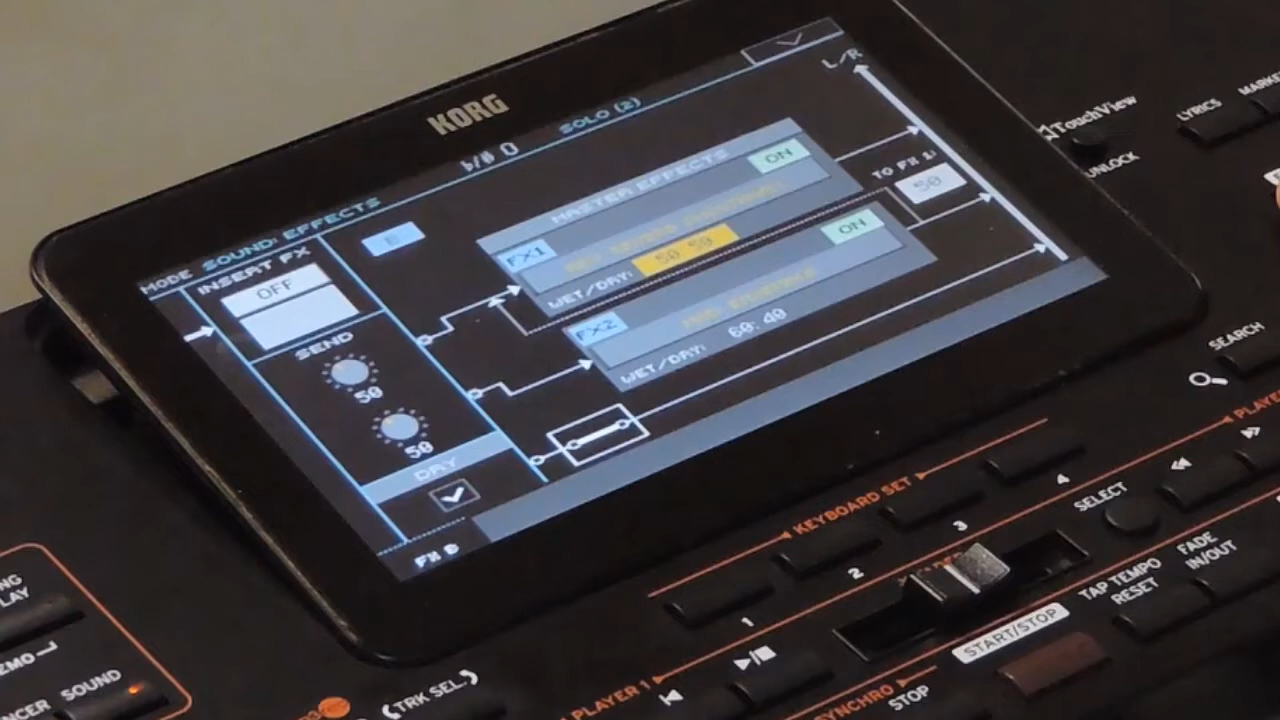 KORG
SOLO (2)
♭/# 0
L/R
SOUND: EFFECTS
MODE
INSERT FX
OFF
SEND
50
50
DRY
FX B
MASTER EFFECTS
ON
FX1
WET/DRY:
50 50
TO FX 1:
50
ON
FX2
WET/DRY:
60:40
TouchView
UNLOCK
LYRICS
SEARCH
KEYBOARD SET
1
2
3
4
SELECT
PLAYER 1
START/STOP
TAP TEMPO
RESET
FADE
IN/OUT
SYNCHRO
STOP
TRK SEL.
SOUND